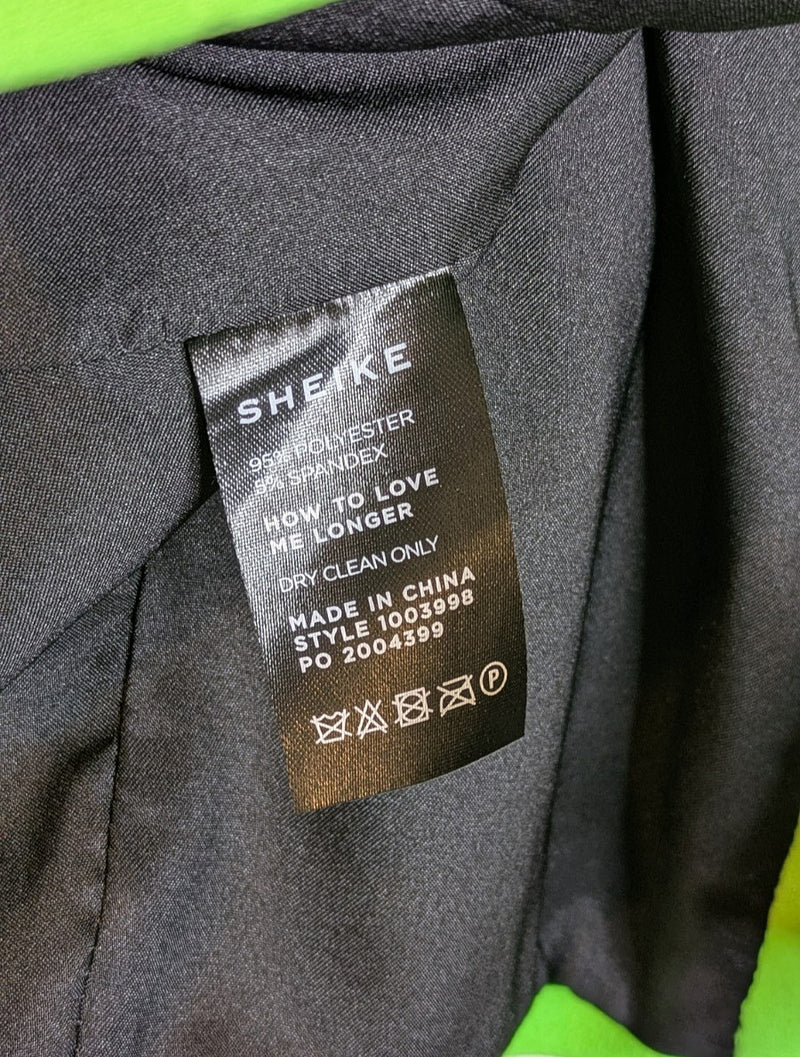 SHEIKE
95% POLYESTER
5% SPANDEX
HOW TO LOVE
ME LONGER
DRY CLEAN ONLY
MADE IN CHINA
STYLE 1003998
PO 2004399
P